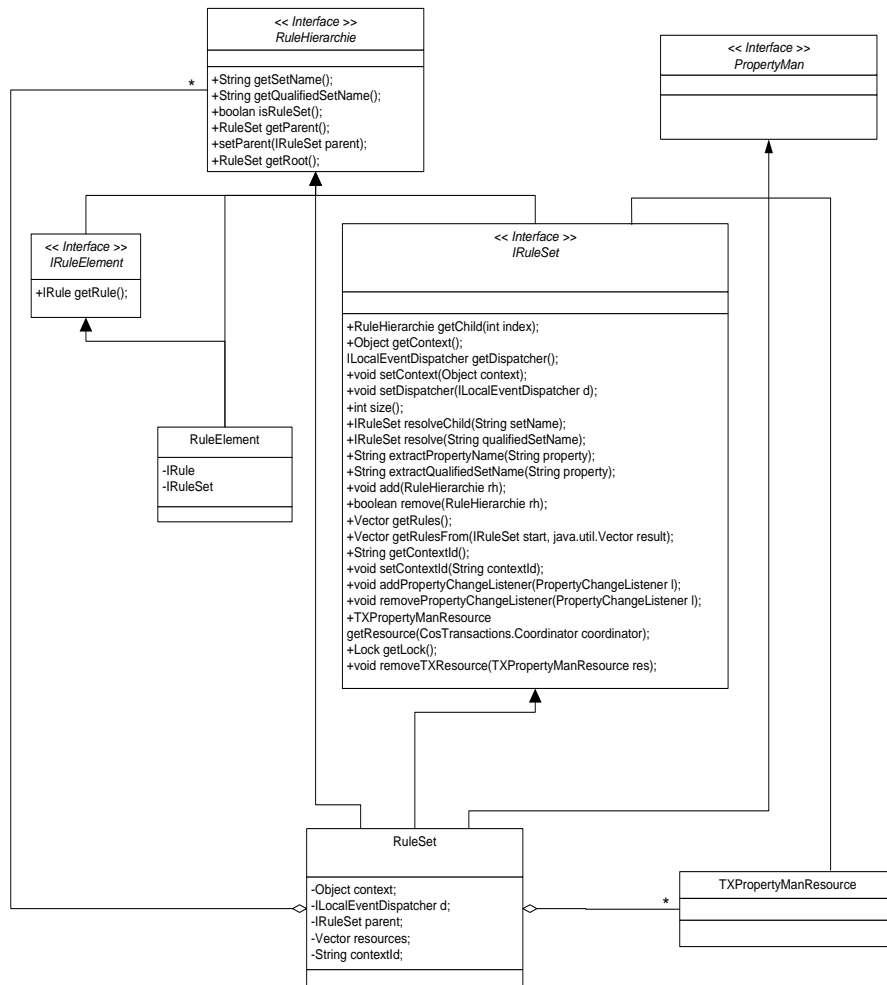 << Interface >>
RuleHierarchie
+String getSetName();
+String getQualifiedSetName();
+boolan isRuleSet();
+RuleSet getParent();
+setParent(IRuleSet parent);
+RuleSet getRoot();
*
<< Interface >>
PropertyMan
<< Interface >>
IRuleElement
+IRule getRule();
<< Interface >>
IRuleSet
+RuleHierarchie getChild(int index);
+Object getContext();
ILocalEventDispatcher getDispatcher();
+void setContext(Object context);
+void setDispatcher(ILocalEventDispatcher d);
+int size();
+IRuleSet resolveChild(String setName);
+IRuleSet resolve(String qualifiedSetName);
+String extractPropertyName(String property);
+String extractQualifiedSetName(String property);
+void add(RuleHierarchie rh);
+boolean remove(RuleHierarchie rh);
+Vector getRules();
+Vector getRulesFrom(IRuleSet start, java.util.Vector result);
+String getContextId();
+void setContextId(String contextId);
+void addPropertyChangeListener(PropertyChangeListener l);
+void removePropertyChangeListener(PropertyChangeListener l);
+TXPropertyManResource
getResource(CosTransactions.Coordinator coordinator);
+Lock getLock();
+void removeTXResource(TXPropertyManResource res);
RuleElement
-IRule
-IRuleSet
RuleSet
-Object context;
-ILocalEventDispatcher d;
-IRuleSet parent;
-Vector resources;
-String contextId;
*
TXPropertyManResource